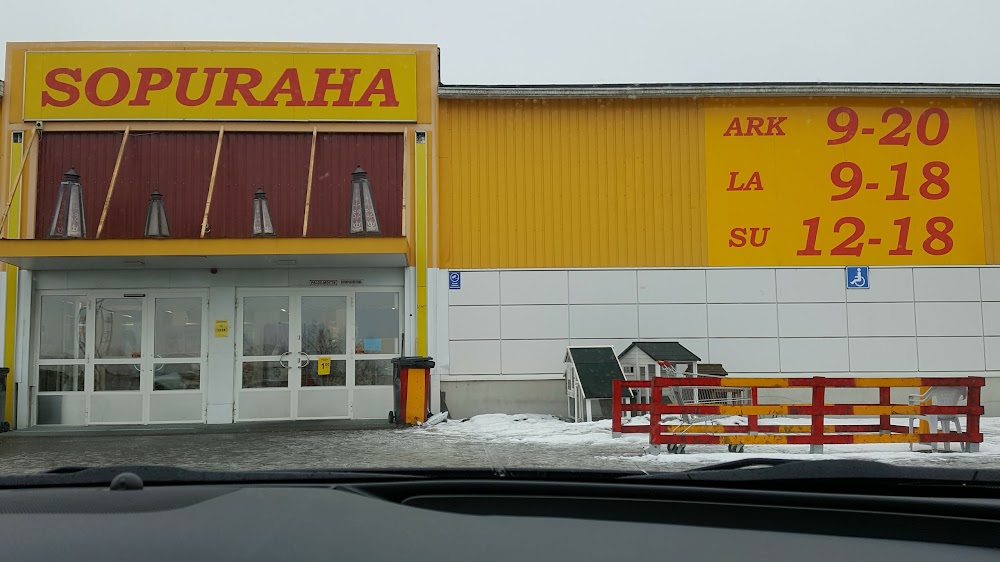 SOPURAHA
ARK 9-20
LA 9-18
SU 12-18